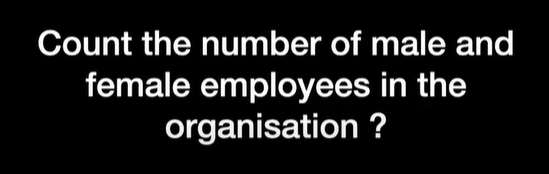 Count the number of male and
female employees in the
organisation ?